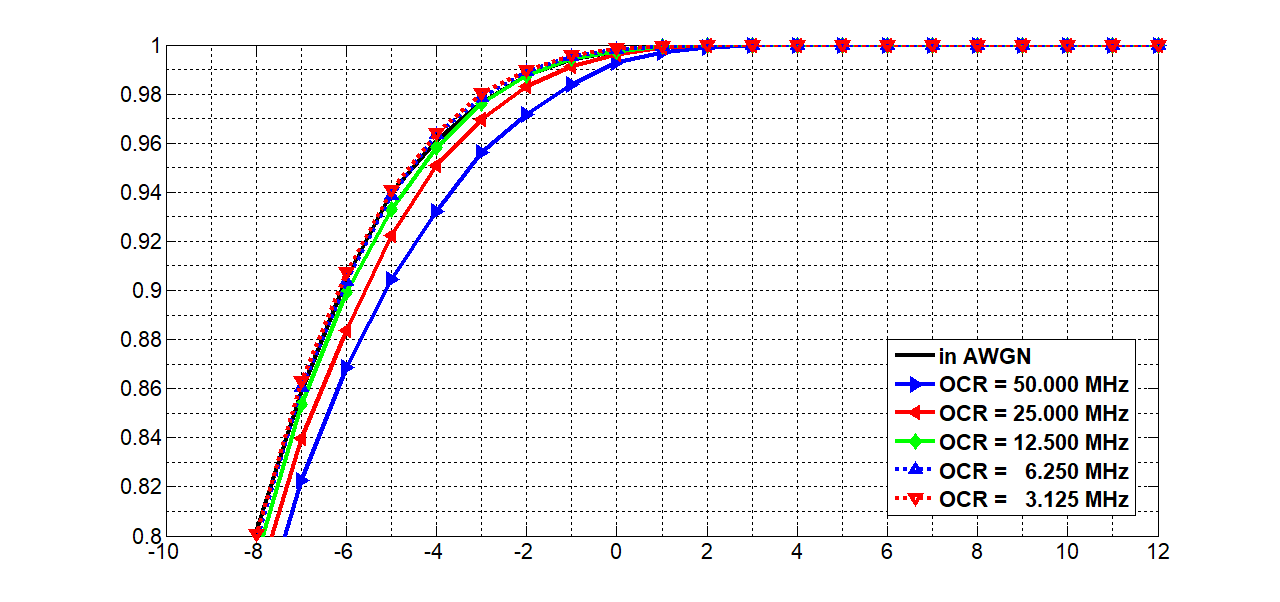 1
0.98
0.96
0.94
0.92
0.9
0.88
0.86
0.84
0.82
0.8
-10 -8 -6 -4 -2 0 2 4 6 8 10 12
in AWGN
OCR = 50.000 MHz
OCR = 25.000 MHz
OCR = 12.500 MHz
OCR = 6.250 MHz
OCR = 3.125 MHz